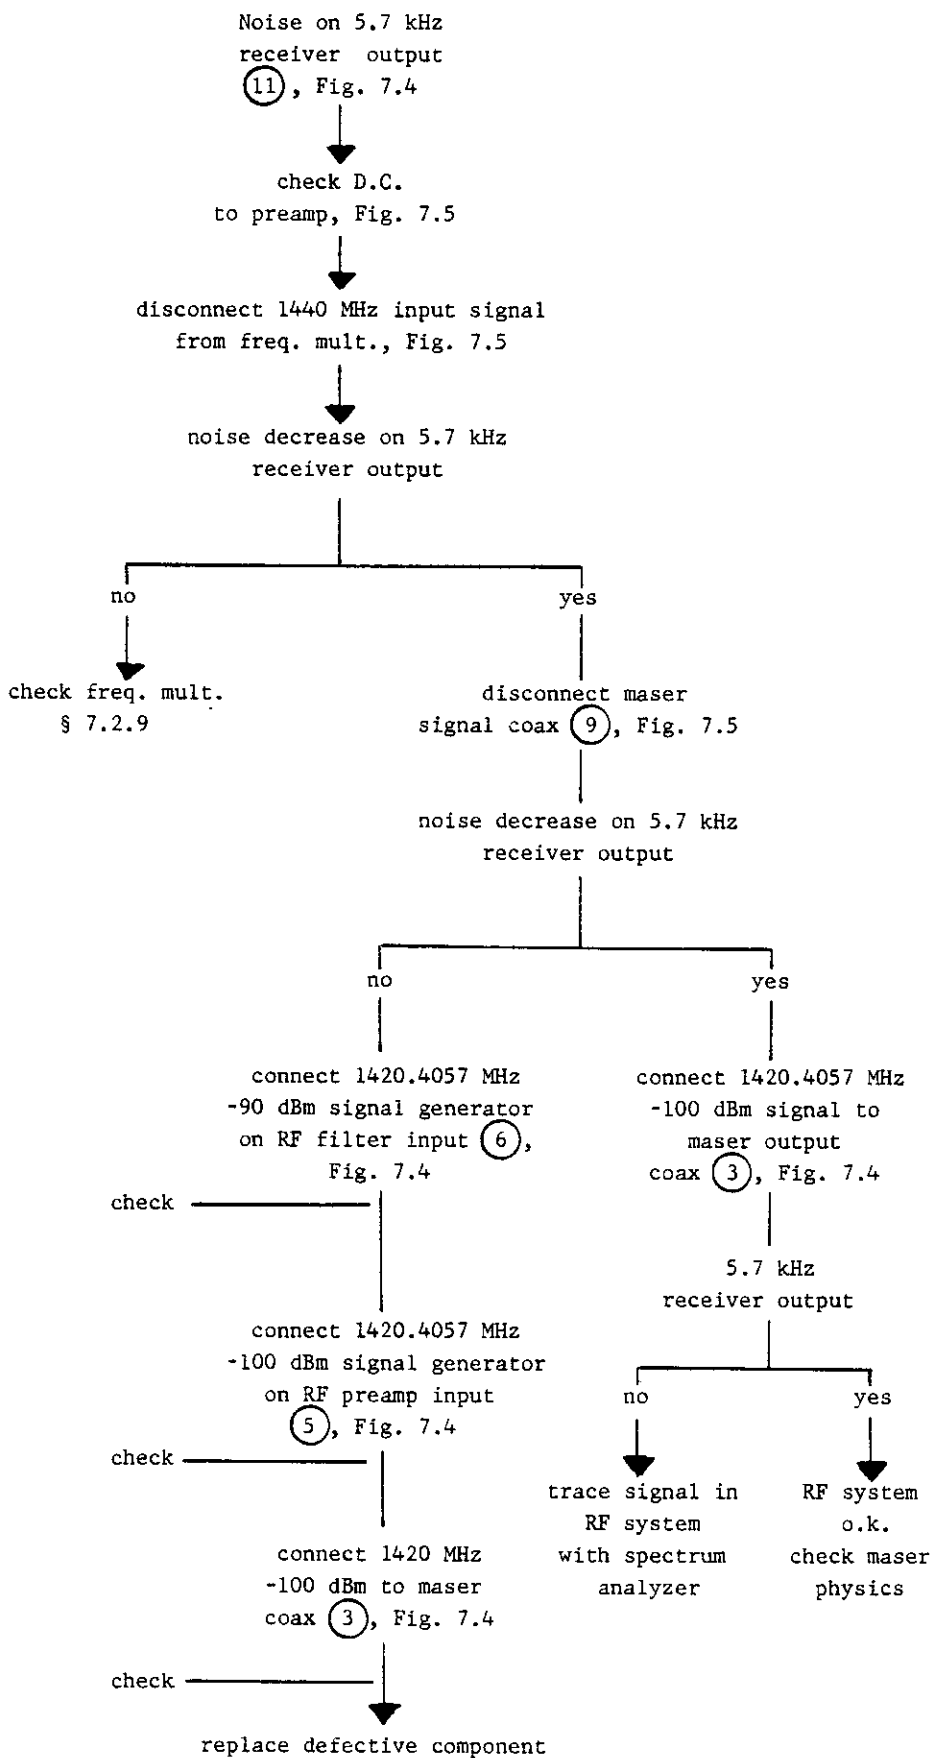 Noise on 5.7 kHz
receiver output
11, Fig. 7.4
check D.C.
to preamp, Fig. 7.5
disconnect 1440 MHz input signal
from freq. mult., Fig. 7.5
noise decrease on 5.7 kHz
receiver output
no
yes
check freq. mult.
§ 7.2.9
disconnect maser
signal coax 9, Fig. 7.5
noise decrease on 5.7 kHz
receiver output
no
yes
connect 1420.4057 MHz
-90 dBm signal generator
on RF filter input 6,
Fig. 7.4
check
connect 1420.4057 MHz
-100 dBm signal generator
on RF preamp input
5, Fig. 7.4
check
connect 1420 MHz
-100 dBm to maser
coax 3, Fig. 7.4
check
replace defective component
connect 1420.4057 MHz
-100 dBm signal to
maser output
coax 3, Fig. 7.4
5.7 kHz
receiver output
no
yes
trace signal in
RF system
with spectrum
analyzer
RF system
o.k.
check maser
physics